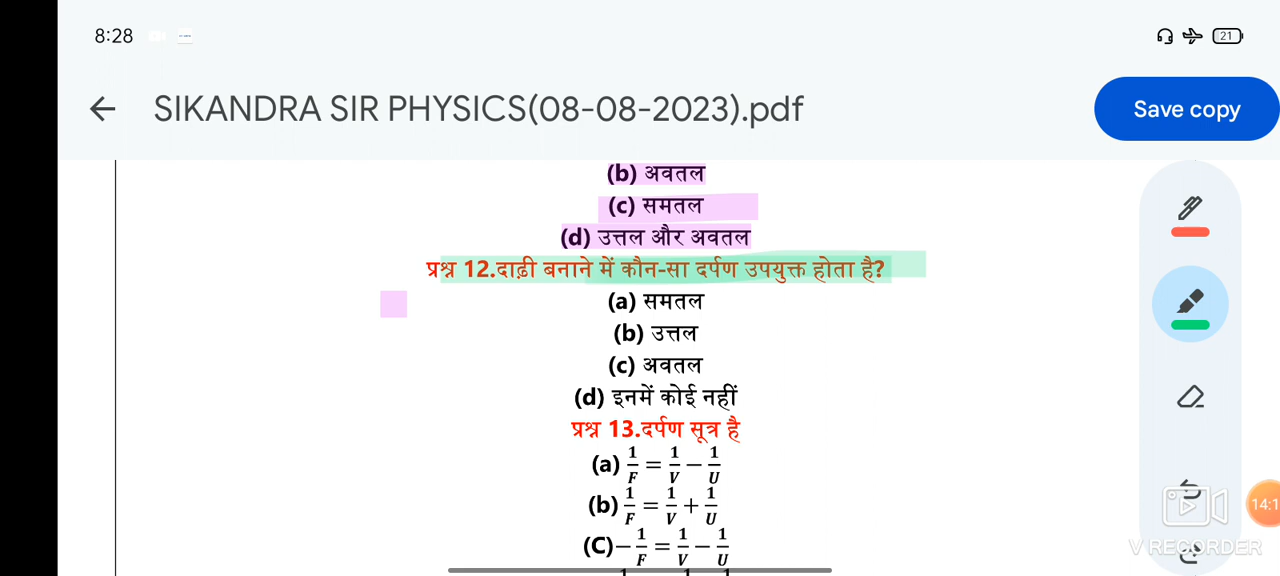 8:28
21
SIKANDRA SIR PHYSICS(08-08-2023).pdf
Save copy
(b) अवतल
(c) समतल
(d) उत्तल और अवतल
प्रश्न 12.दाढ़ी बनाने में कौन-सा दर्पण उपयुक्त होता है?
(a) समतल
(b) उत्तल
(c) अवतल
(d) इनमें कोई नहीं
प्रश्न 13.दर्पण सूत्र है
(a) 1/F = 1/V − 1/U
(b) 1/F = 1/V + 1/U
(C)− 1/F = 1/V − 1/U
14:1
V RECORDER